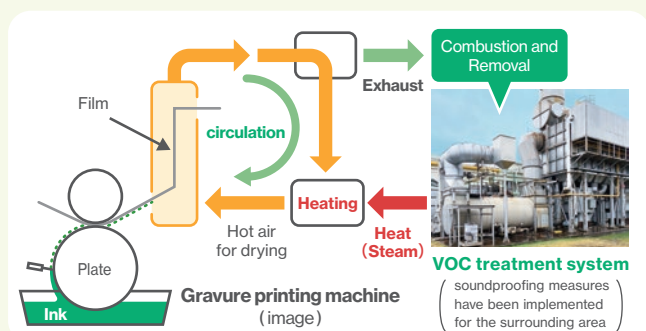 Combustion and
Removal
Exhaust
Film
circulation
Heating
Hot air
for drying
Heat
(Steam)
Plate
Ink
Gravure printing machine
(image)
VOC treatment system
(soundproofing measures
have been implemented
for the surrounding area)